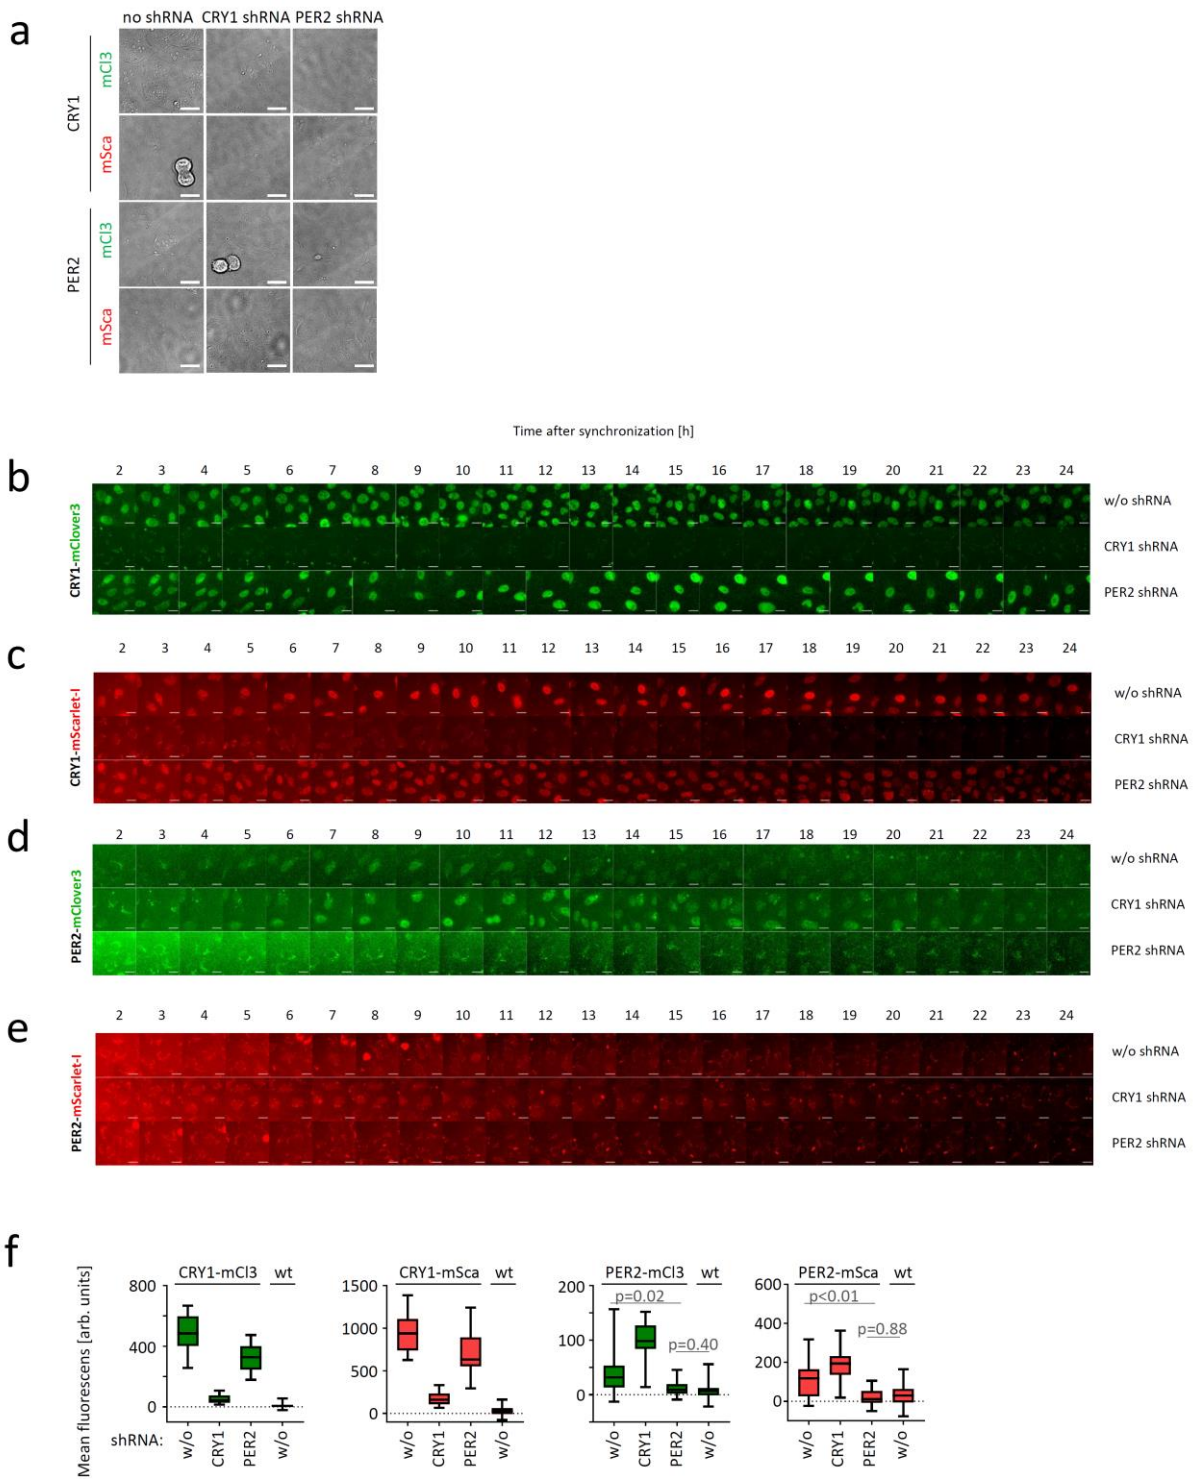 a
no shRNA CRY1 shRNA PER2 shRNA
CRY1
mCl3
mSca
PER2
mCl3
mSca
Time after synchronization [h]
b
2 3 4 5 6 7 8 9 10 11 12 13 14 15 16 17 18 19 20 21 22 23 24
CRY1-mClover3
w/o shRNA
CRY1 shRNA
PER2 shRNA
c
2 3 4 5 6 7 8 9 10 11 12 13 14 15 16 17 18 19 20 21 22 23 24
CRY1-mScarlet-I
w/o shRNA
CRY1 shRNA
PER2 shRNA
d
2 3 4 5 6 7 8 9 10 11 12 13 14 15 16 17 18 19 20 21 22 23 24
PER2-mClover3
w/o shRNA
CRY1 shRNA
PER2 shRNA
e
2 3 4 5 6 7 8 9 10 11 12 13 14 15 16 17 18 19 20 21 22 23 24
PER2-mScarlet-I
w/o shRNA
CRY1 shRNA
PER2 shRNA
f
Mean fluorescens [arb. units]
CRY1-mCl3 wt
800
400
0
shRNA: w/o CRY1 PER2 w/o
CRY1-mSca wt
1500
1000
500
0
w/o CRY1 PER2 w/o
PER2-mCl3 wt
200
100
0
p=0.02
p=0.40
w/o CRY1 PER2 w/o
PER2-mSca wt
600
400
200
0
p<0.01
p=0.88
w/o CRY1 PER2 w/o